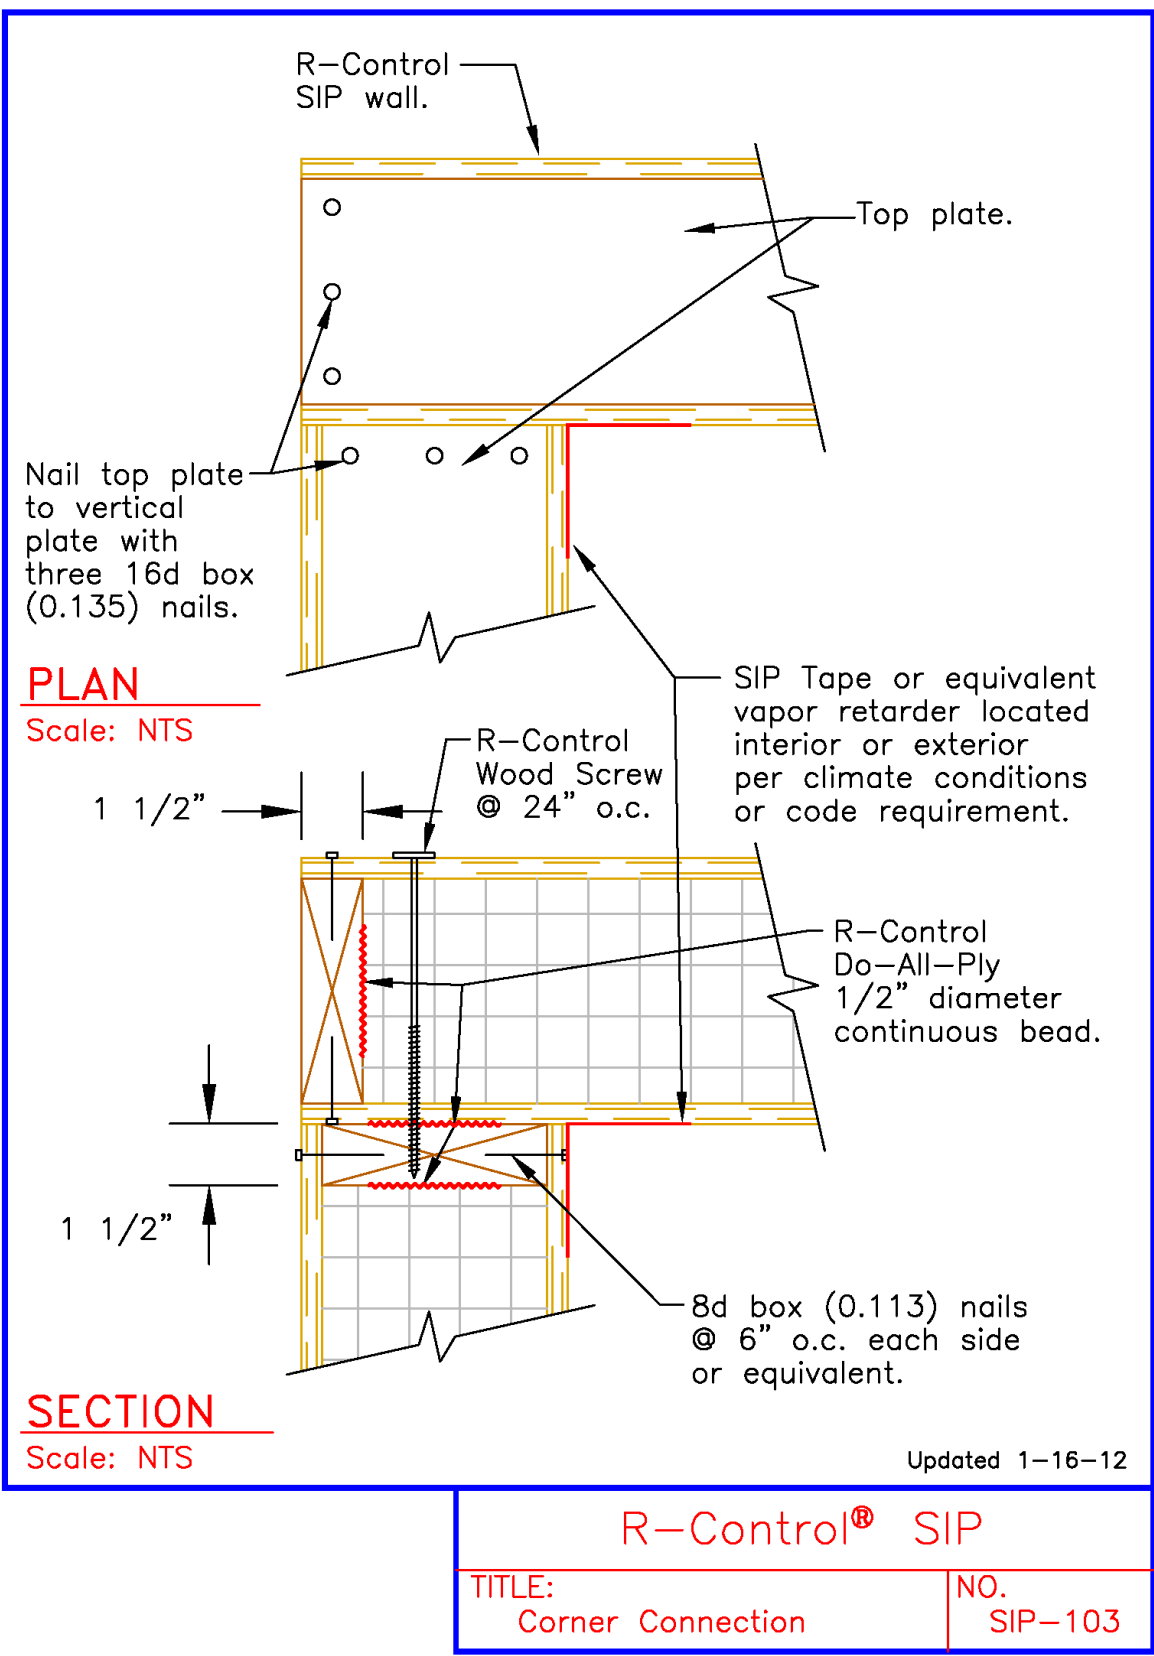 R-Control
SIP wall.
Top plate.
Nail top plate
to vertical
plate with
three 16d box
(0.135) nails.
PLAN
Scale: NTS
SIP Tape or equivalent
vapor retarder located
interior or exterior
per climate conditions
or code requirement.
R-Control
Wood Screw
@ 24" o.c.
1 1/2"
R-Control
Do-All-Ply
1/2" diameter
continuous bead.
1 1/2"
8d box (0.113) nails
@ 6" o.c. each side
or equivalent.
SECTION
Scale: NTS
Updated 1-16-12
R-Control® SIP
TITLE:
Corner Connection
NO.
SIP-103